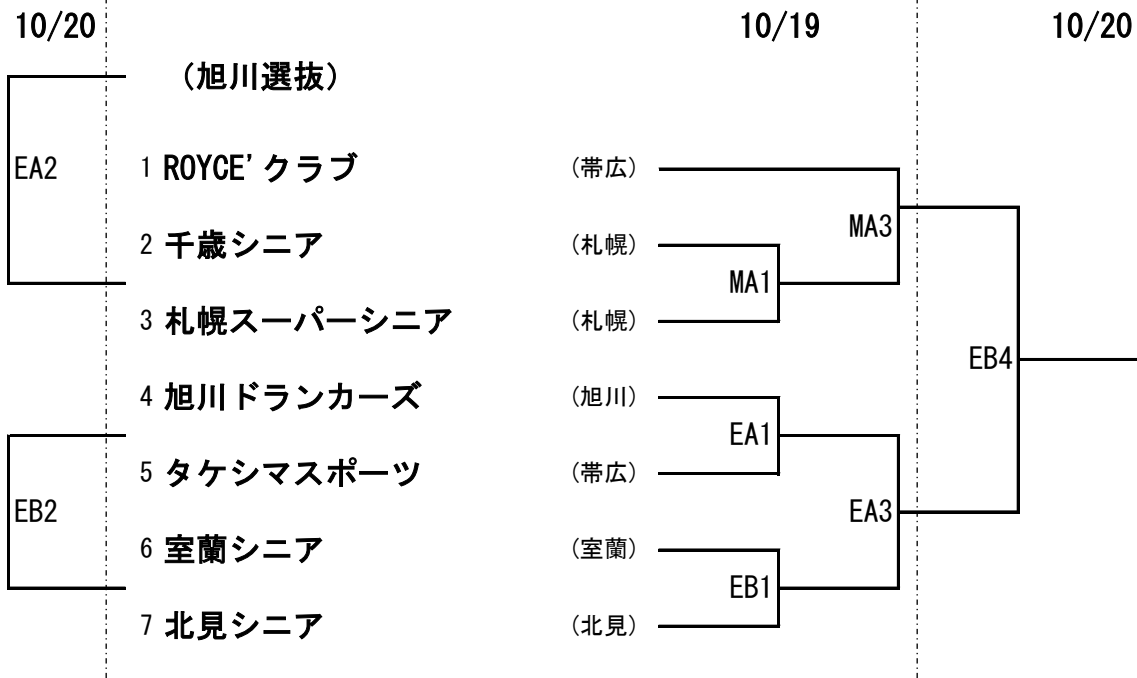 10/20 10/19 10/20
(旭川選抜)
EA2 1 ROYCE'クラブ (帯広)
MA3
2 千歳シニア (札幌)
MA1
3 札幌スーパーシニア (札幌)
EB4
4 旭川ドランカーズ (旭川)
EA1
5 タケシマスポーツ (帯広)
EB2 EA3
6 室蘭シニア (室蘭)
EB1
7 北見シニア (北見)